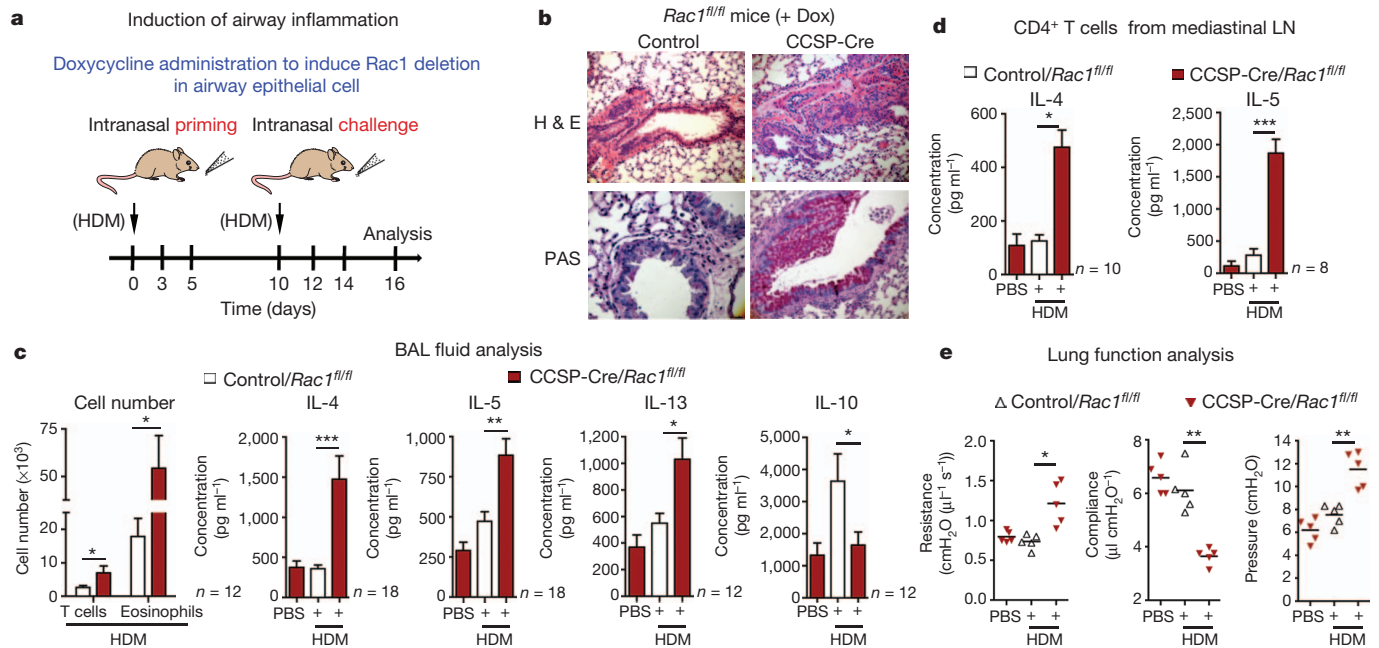 a
Induction of airway inflammation
Doxycycline administration to induce Rac1 deletion
in airway epithelial cell
Intranasal priming
Intranasal challenge
(HDM)
(HDM)
Analysis
0 3 5 10 12 14 16
Time (days)
b
Rac1fl/fl mice (+ Dox)
Control
CCSP-Cre
H & E
PAS
c
BAL fluid analysis
Control/Rac1fl/fl
CCSP-Cre/Rac1fl/fl
Cell number
Cell number (×10³)
75
50
20
10
0
*
*
T cells Eosinophils
HDM
n = 12
IL-4
Concentration
(pg ml⁻¹)
2,000
1,500
1,000
500
0
***
PBS + +
HDM
n = 18
IL-5
Concentration
(pg ml⁻¹)
1,000
750
500
250
0
**
PBS + +
HDM
n = 18
IL-13
Concentration
(pg ml⁻¹)
1,200
1,000
800
600
400
200
0
*
PBS + +
HDM
n = 12
IL-10
Concentration
(pg ml⁻¹)
5,000
4,000
3,000
2,000
1,000
0
*
PBS + +
HDM
n = 12
d
CD4⁺ T cells from mediastinal LN
Control/Rac1fl/fl
CCSP-Cre/Rac1fl/fl
IL-4
Concentration
(pg ml⁻¹)
600
400
200
0
*
PBS + +
HDM
n = 10
IL-5
Concentration
(pg ml⁻¹)
2,500
2,000
1,500
1,000
500
0
***
PBS + +
HDM
n = 8
e
Lung function analysis
Control/Rac1fl/fl
CCSP-Cre/Rac1fl/fl
Resistance
(cmH₂O (μl⁻¹ s⁻¹))
2.0
1.5
1.0
0.5
0.0
*
PBS + +
HDM
Compliance
(μl cmH₂O⁻¹)
8
6
4
2
**
PBS + +
HDM
Pressure (cmH₂O)
14
12
10
8
6
4
2
0
**
PBS + +
HDM